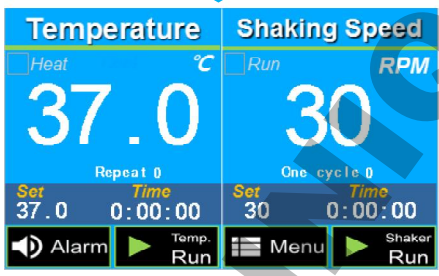 Temperature
Heat ℃
37.0
Repeat 0
Set Time
37.0 0:00:00
Alarm Temp. Run
Shaking Speed
Run RPM
30
One cycle 0
Set Time
30 0:00:00
Menu Shaker Run